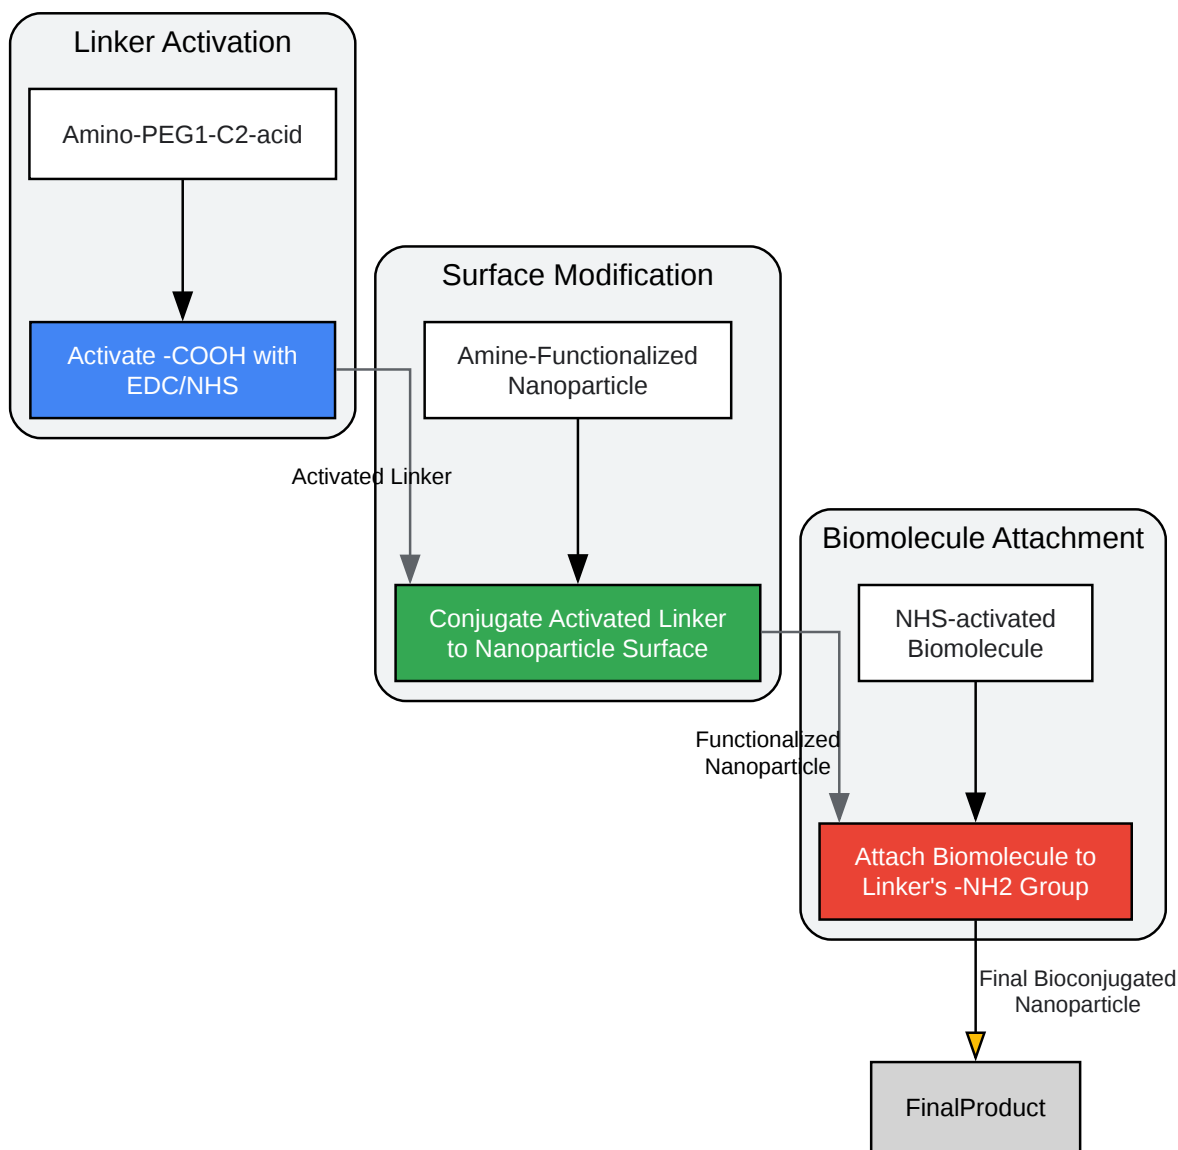 Linker Activation
Amino-PEG1-C2-acid
Activate -COOH with
EDC/NHS
Activated Linker
Surface Modification
Amine-Functionalized
Nanoparticle
Conjugate Activated Linker
to Nanoparticle Surface
Functionalized
Nanoparticle
Biomolecule Attachment
NHS-activated
Biomolecule
Attach Biomolecule to
Linker's -NH2 Group
Final Bioconjugated
Nanoparticle
FinalProduct